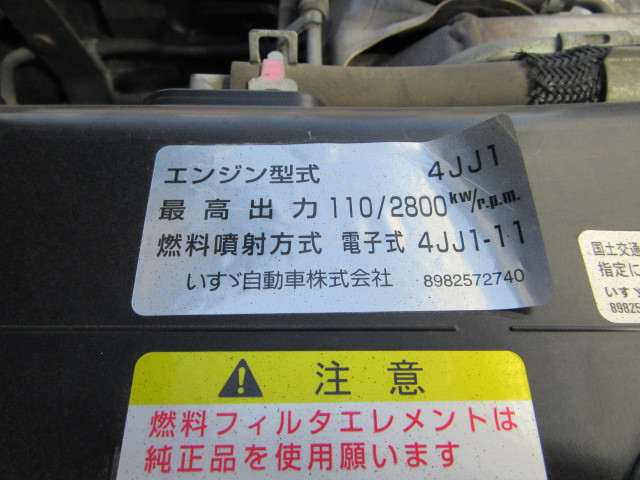 エンジン型式 4JJ1
最高出力 110/2800 kw/r.p.m.
燃料噴射方式 電子式 4JJ1-11
いすゞ自動車株式会社 8982572740
国土交通
指定に
いすゞ
89825
注意
燃料フィルタエレメントは
純正品を使用願います